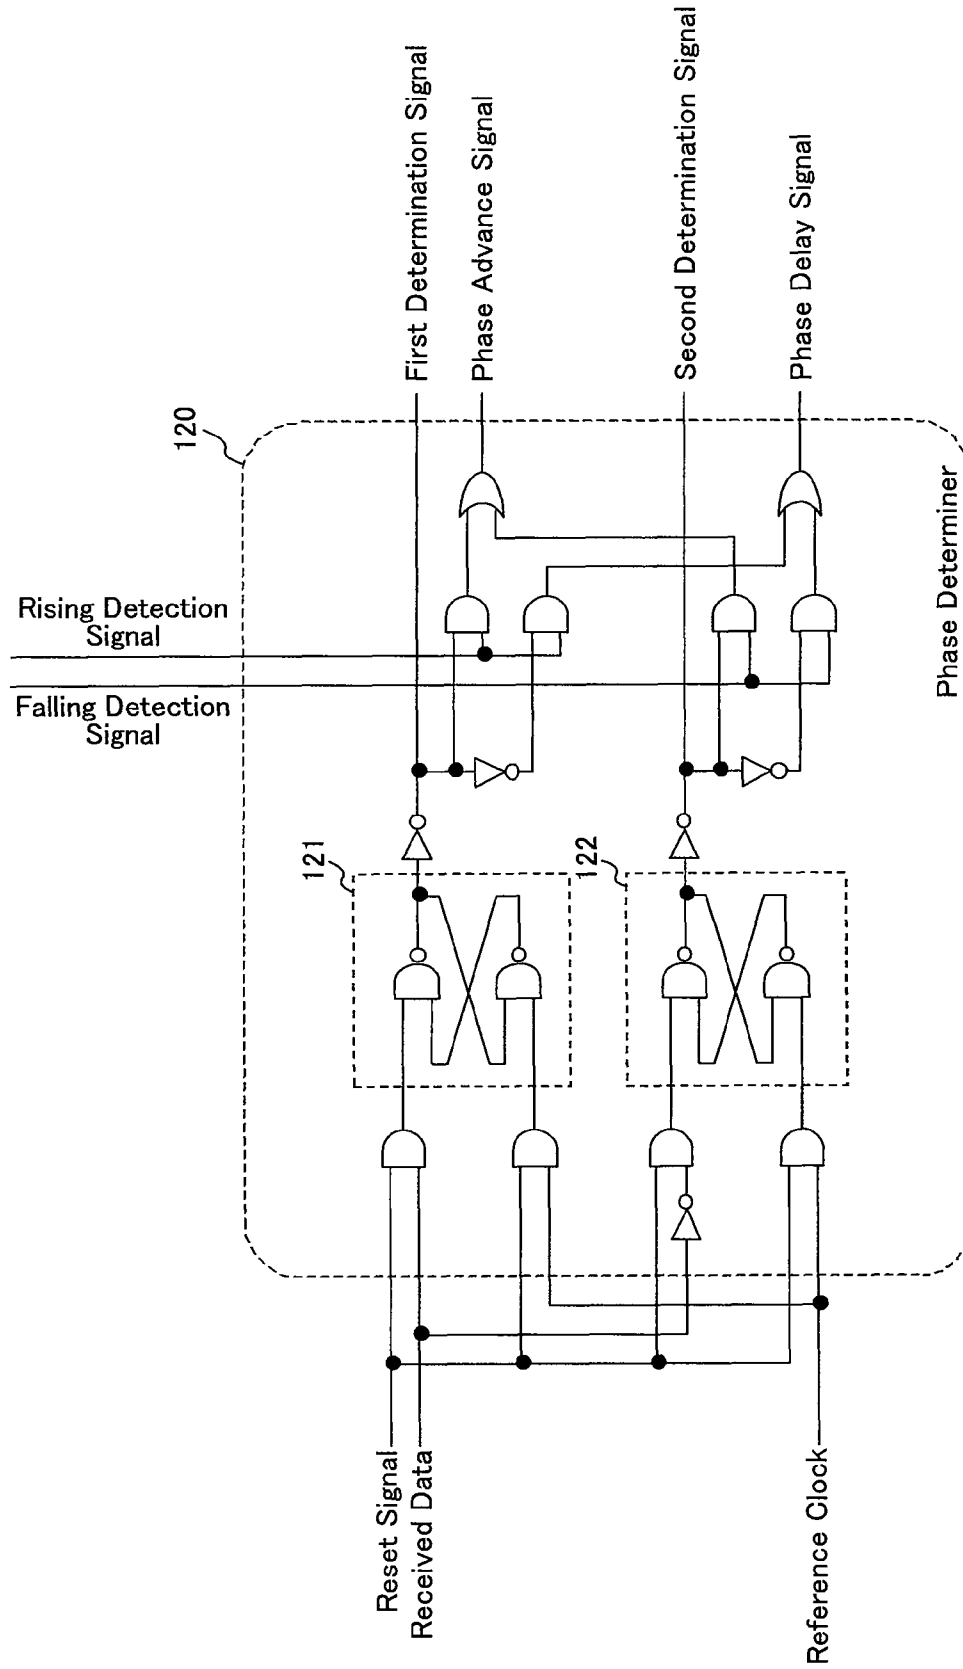 120
First Determination Signal
Phase Advance Signal
Second Determination Signal
Phase Delay Signal
Rising Detection
Signal
Falling Detection
Signal
121
122
Phase Determiner
Reset Signal
Received Data
Reference Clock